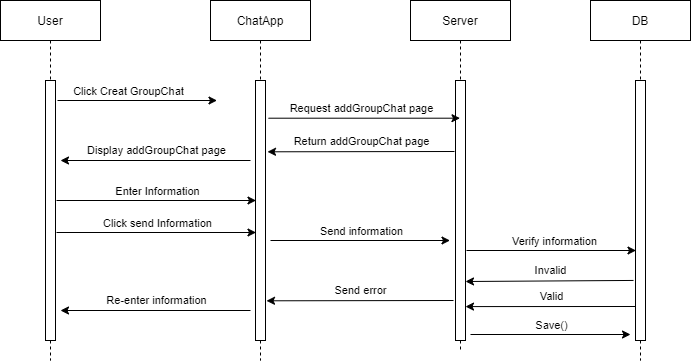 User
ChatApp
Server
DB
Click Creat GroupChat
Request addGroupChat page
Return addGroupChat page
Display addGroupChat page
Enter Information
Click send Information
Send information
Verify information
Invalid
Send error
Valid
Re-enter information
Save()